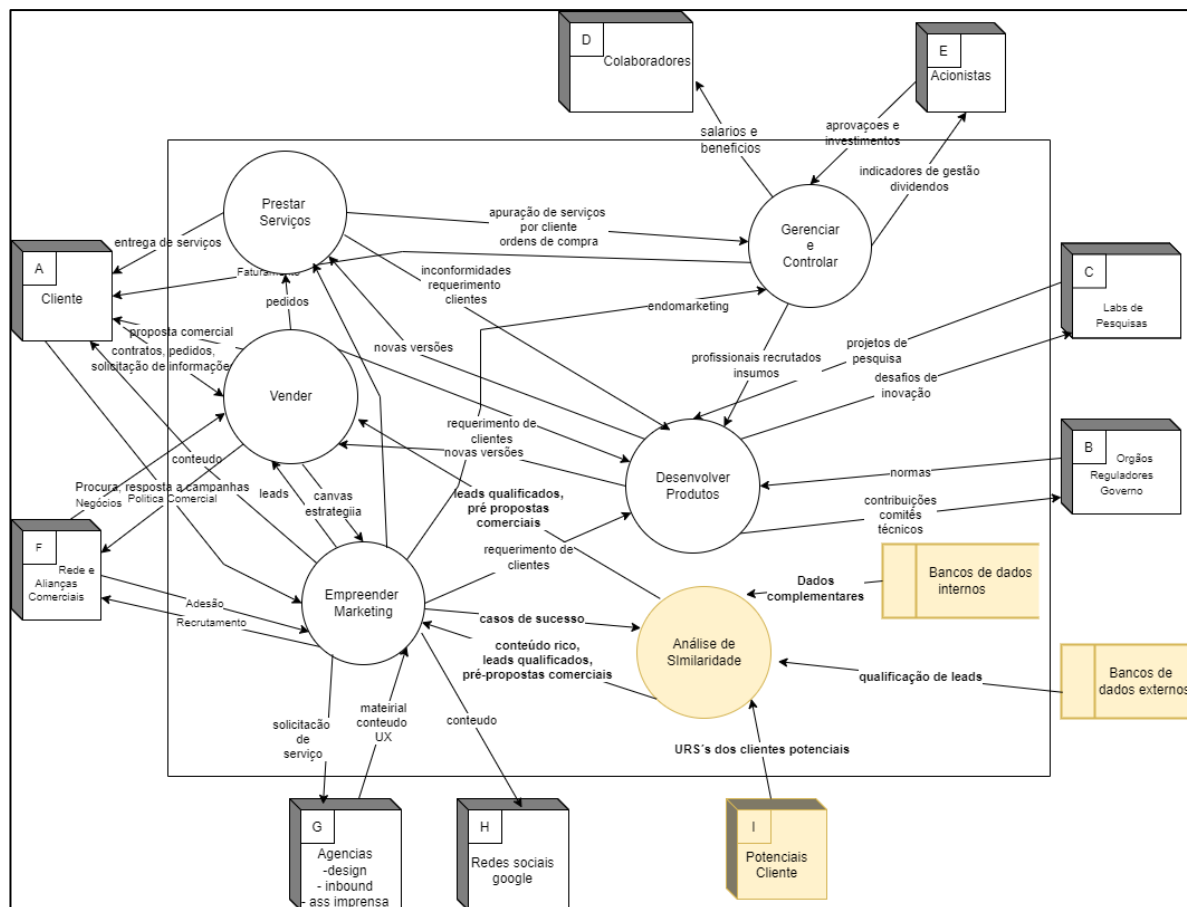 D
Colaboradores
E
Acionistas
salarios e
beneficios
aprovaçoes e
investimentos
indicadores de gestão
dividendos
Prestar
Serviços
apuração de serviços
por cliente
ordens de compra
Gerenciar
e
Controlar
A
Cliente
entrega de serviços
inconformidades
requerimento
clientes
C
Labs de
Pesquisas
pedidos
endomarketing
proposta comercial
contratos, pedidos,
solicitação de informações
Vender
novas versões
profissionais recrutados
insumos
projetos de
pesquisa
desafios de
inovação
requerimento de
clientes
novas versões
B
Orgãos
Reguladores
Governo
conteudo
Procura, resposta a campanhas
Negócios
Politica Comercial
leads
canvas
estrategiia
leads qualificados,
pré propostas
comerciais
Desenvolver
Produtos
normas
contribuições
comitês
técnicos
F
Rede e
Alianças
Comerciais
Adesão
Recrutamento
Empreender
Marketing
requerimento de
clientes
casos de sucesso
conteúdo rico,
leads qualificados,
pré-propostas comerciais
Análise de
SImilaridade
Dados
complementares
Bancos de dados
internos
qualificação de leads
Bancos de
dados externos
solicitacão
de
serviço
mateirial
conteudo
UX
conteudo
URS´s dos clientes potenciais
G
Agencias
-design
- inbound
- ass imprensa
H
Redes sociais
google
I
Potenciais
Cliente